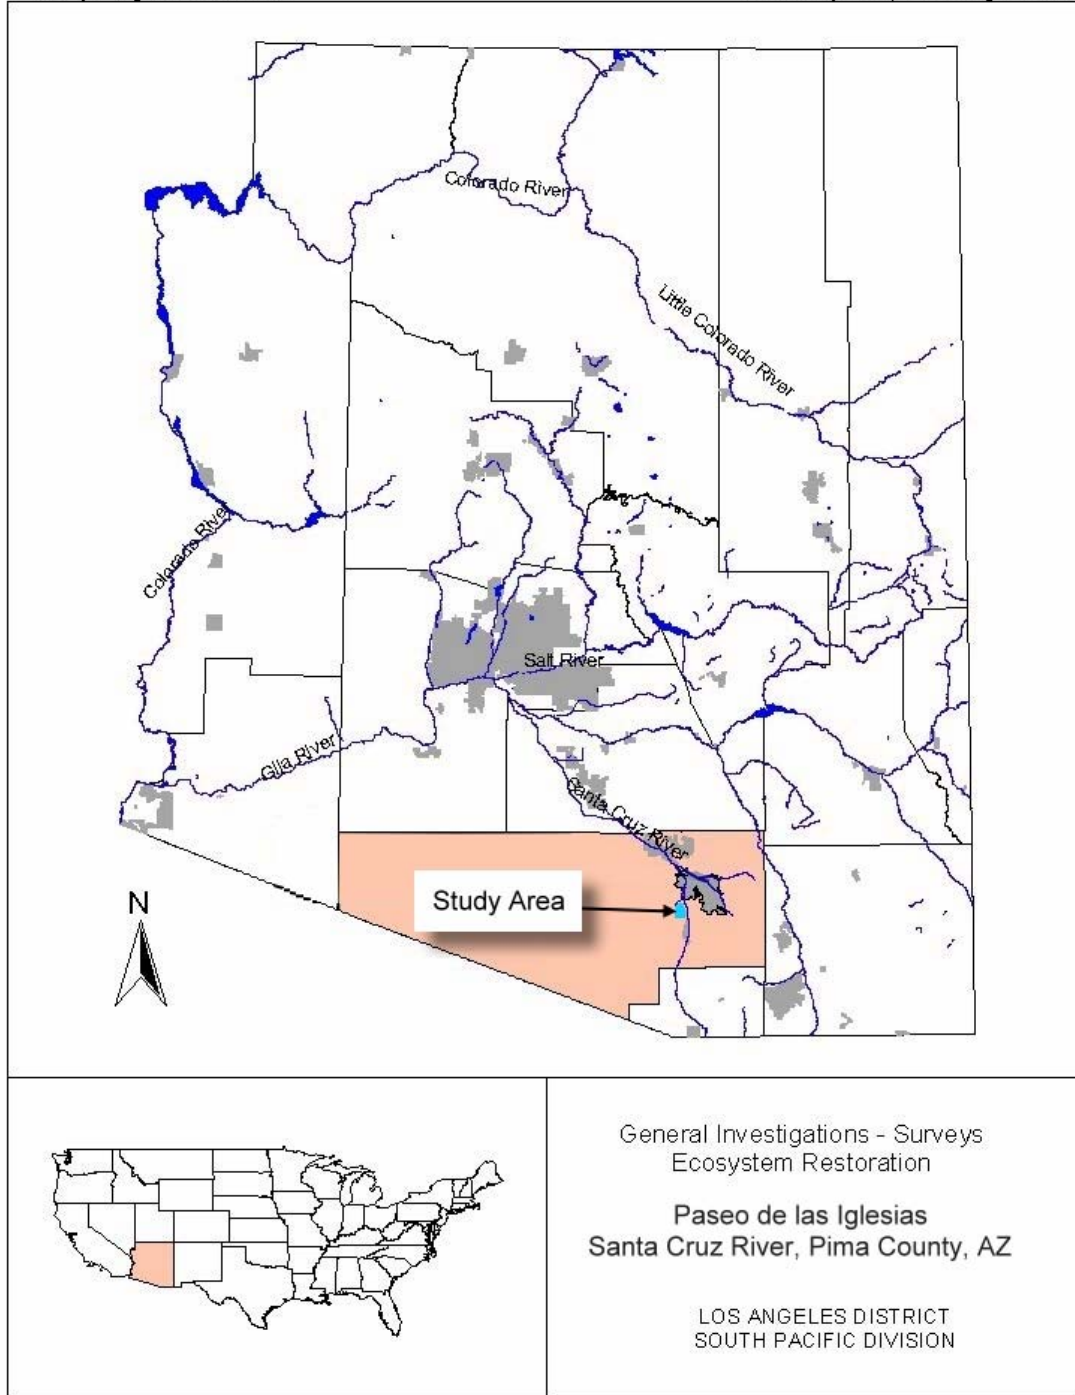 Colorado River
Little Colorado River
Colorado River
Salt River
Gila River
Santa Cruz River
Study Area
N
General Investigations - Surveys
Ecosystem Restoration
Paseo de las Iglesias
Santa Cruz River, Pima County, AZ
LOS ANGELES DISTRICT
SOUTH PACIFIC DIVISION